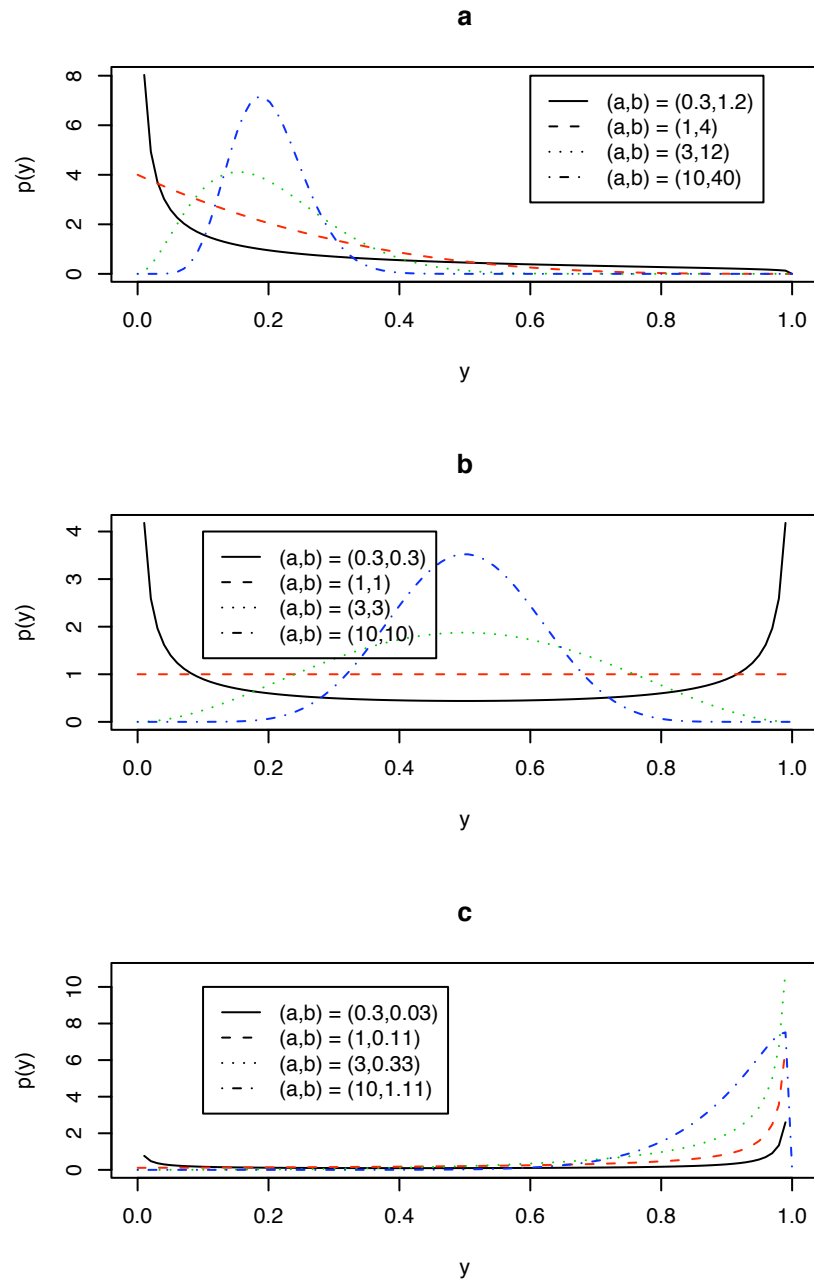 a
8
6
4
2
0
p(y)
(a,b) = (0.3,1.2)
(a,b) = (1,4)
(a,b) = (3,12)
(a,b) = (10,40)
0.0 0.2 0.4 0.6 0.8 1.0
y
b
4
3
2
1
0
p(y)
(a,b) = (0.3,0.3)
(a,b) = (1,1)
(a,b) = (3,3)
(a,b) = (10,10)
0.0 0.2 0.4 0.6 0.8 1.0
y
c
10
8
6
4
2
0
p(y)
(a,b) = (0.3,0.03)
(a,b) = (1,0.11)
(a,b) = (3,0.33)
(a,b) = (10,1.11)
0.0 0.2 0.4 0.6 0.8 1.0
y